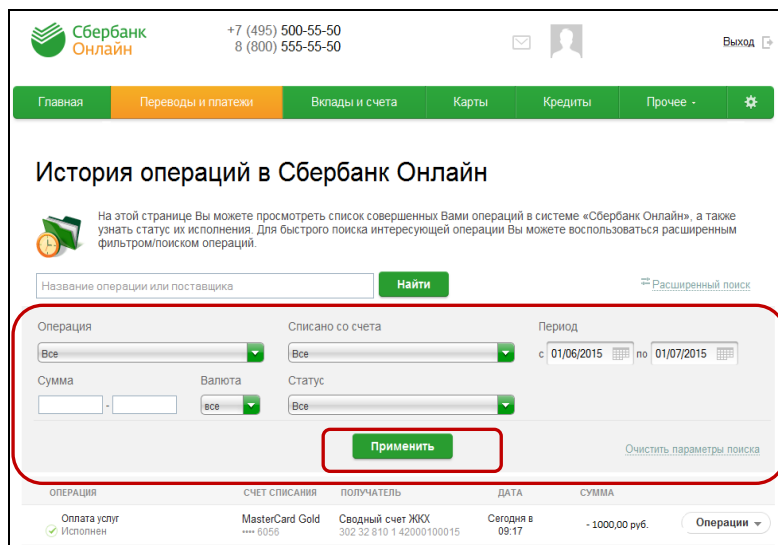 Сбербанк
Онлайн
+7 (495) 500-55-50
8 (800) 555-55-50
Выход
Главная Переводы и платежи Вклады и счета Карты Кредиты Прочее
История операций в Сбербанк Онлайн
На этой странице Вы можете просмотреть список совершенных Вами операций в системе «Сбербанк Онлайн», а также
узнать статус их исполнения. Для быстрого поиска интересующей операции Вы можете воспользоваться расширенным
фильтром/поиском операций.
Название операции или поставщика Найти Расширенный поиск
Операция Списано со счета Период
Все Все с 01/06/2015 по 01/07/2015
Сумма Валюта Статус
- все Все
Применить Очистить параметры поиска
ОПЕРАЦИЯ СЧЕТ СПИСАНИЯ ПОЛУЧАТЕЛЬ ДАТА СУММА
Оплата услуг MasterCard Gold Сводный счет ЖКХ Сегодня в - 1000,00 руб. Операции
Исполнен •••• 6056 302 32 810 1 42000100015 09:17